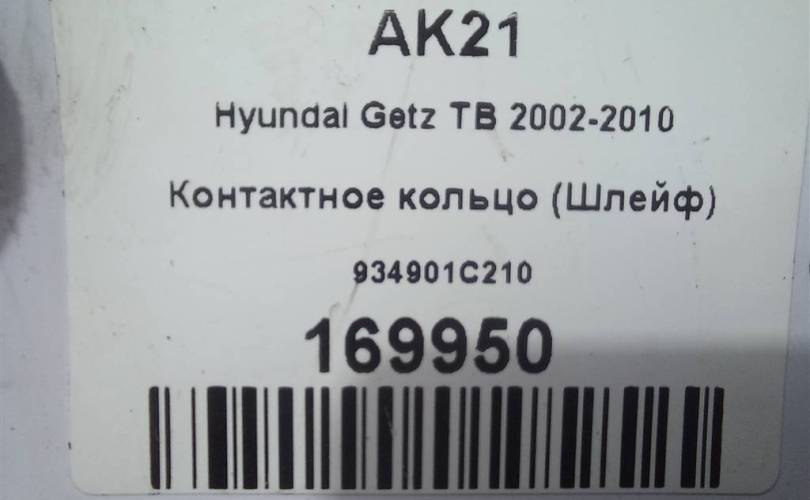 AK21
Hyundai Getz TB 2002-2010
Контактное кольцо (Шлейф)
934901C210
169950